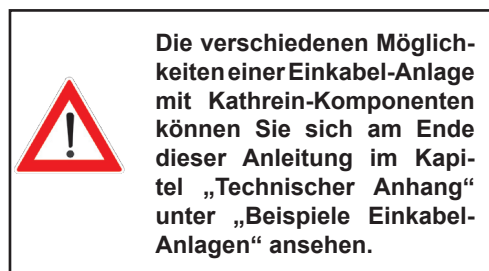 Die verschiedenen Möglich-
keiten einer Einkabel-Anlage
mit Kathrein-Komponenten
können Sie sich am Ende
dieser Anleitung im Kapi-
tel „Technischer Anhang“
unter „Beispiele Einkabel-
Anlagen“ ansehen.